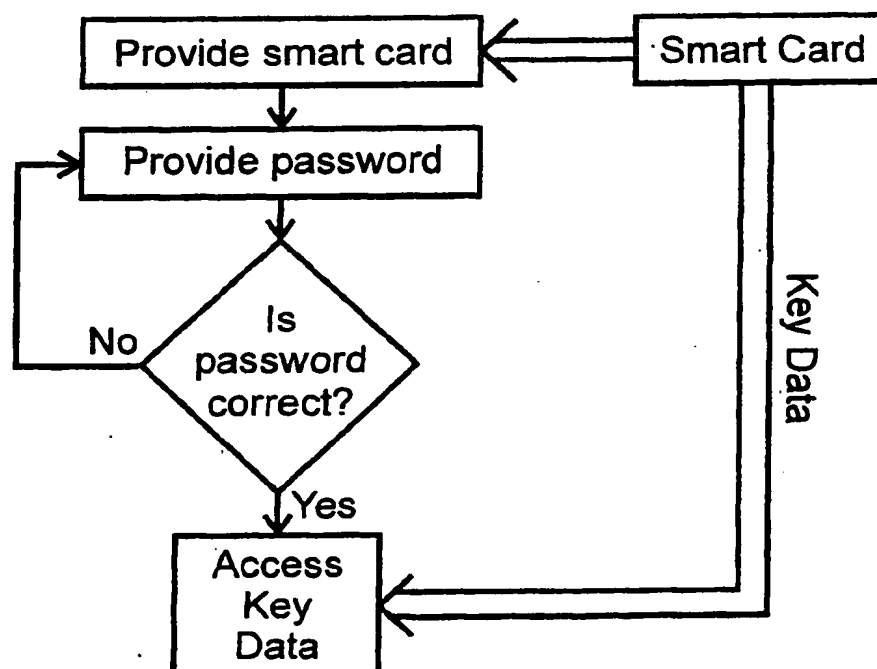 Provide smart card
Smart Card
Provide password
Is
password
correct?
No
Yes
Key Data
Access
Key
Data